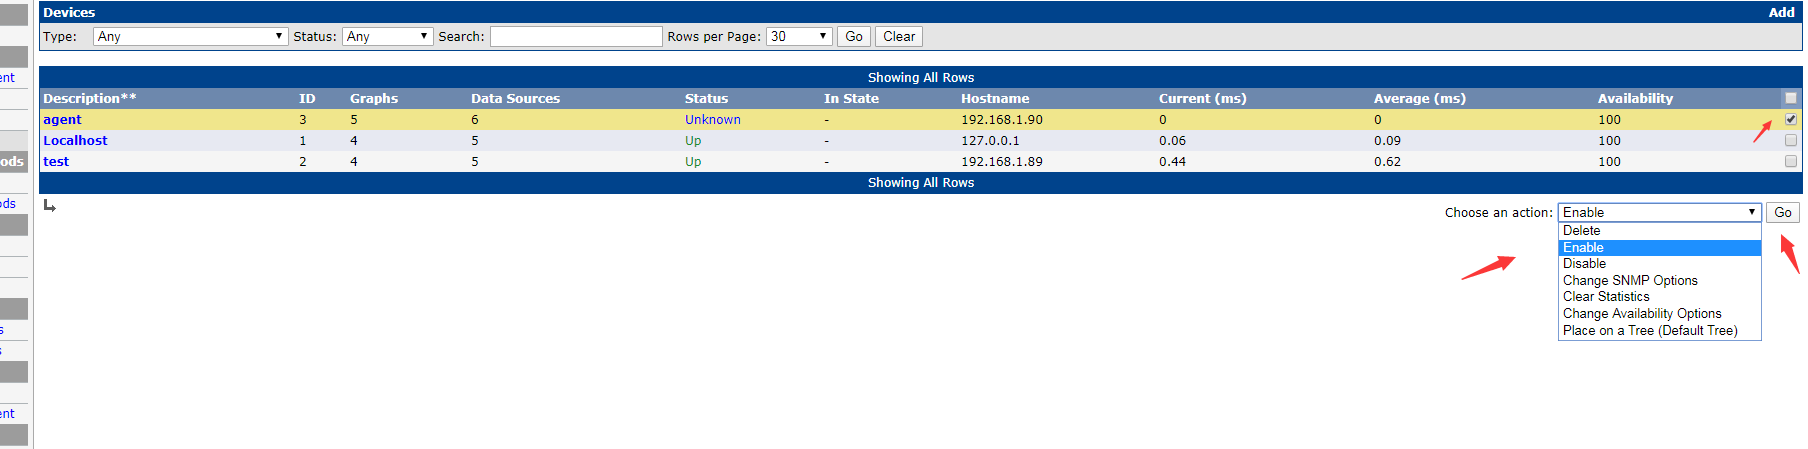 Devices Add
Type: Any Status: Any Search: Rows per Page: 30 Go Clear
ent
Showing All Rows
Description** ID Graphs Data Sources Status In State Hostname Current (ms) Average (ms) Availability
agent 3 5 6 Unknown - 192.168.1.90 0 0 100
Localhost 1 4 5 Up - 127.0.0.1 0.06 0.09 100
ods test 2 4 5 Up - 192.168.1.89 0.44 0.62 100
Showing All Rows
ods
Choose an action: Enable Go
Delete
Enable
Disable
Change SNMP Options
Clear Statistics
Change Availability Options
s Place on a Tree (Default Tree)
s
ent